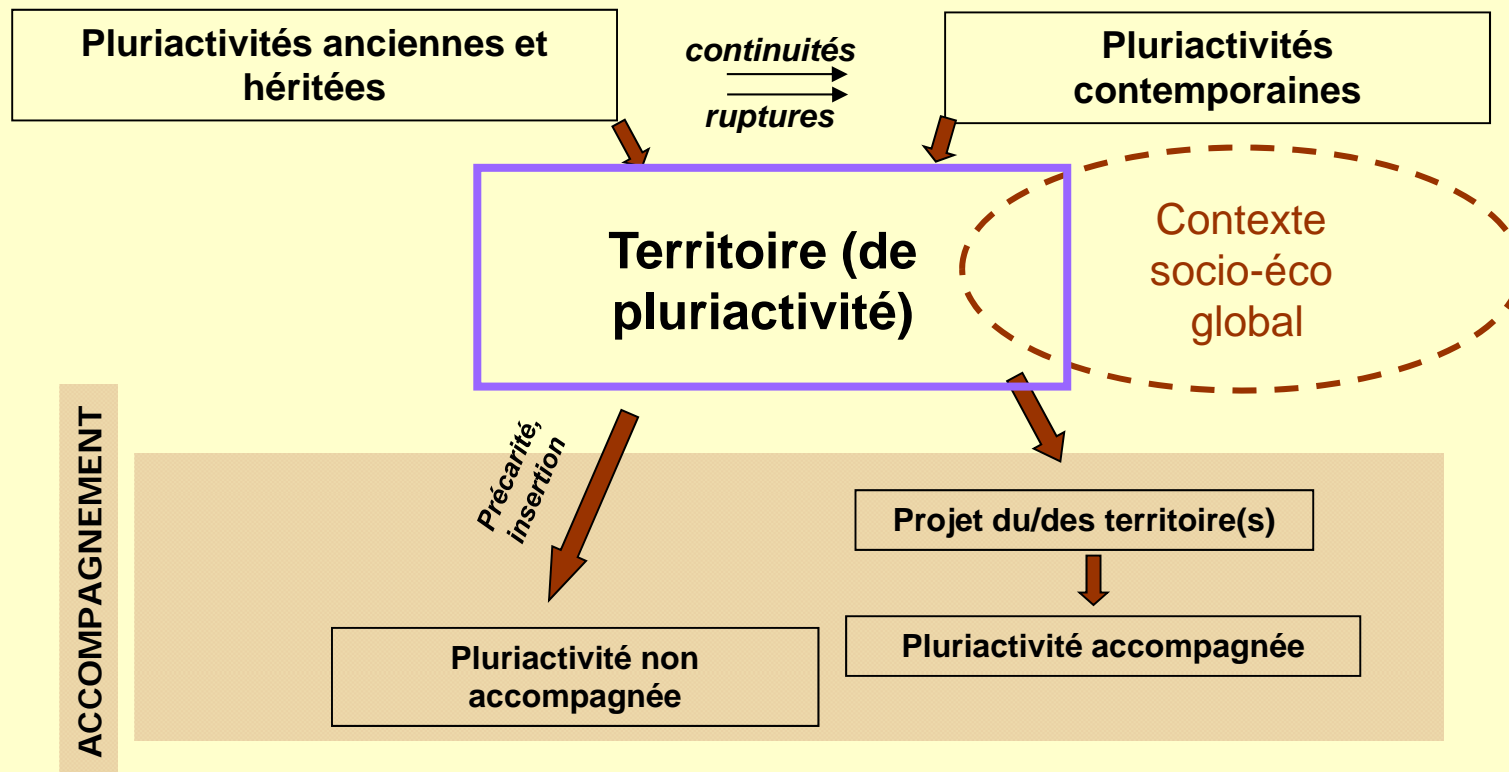 Pluriactivités anciennes et
héritées
continuités
ruptures
Pluriactivités
contemporaines
Territoire (de
pluriactivité)
Contexte
socio-éco
global
ACCOMPAGNEMENT
Précarité,
insertion
Projet du/des territoire(s)
Pluriactivité non
accompagnée
Pluriactivité accompagnée